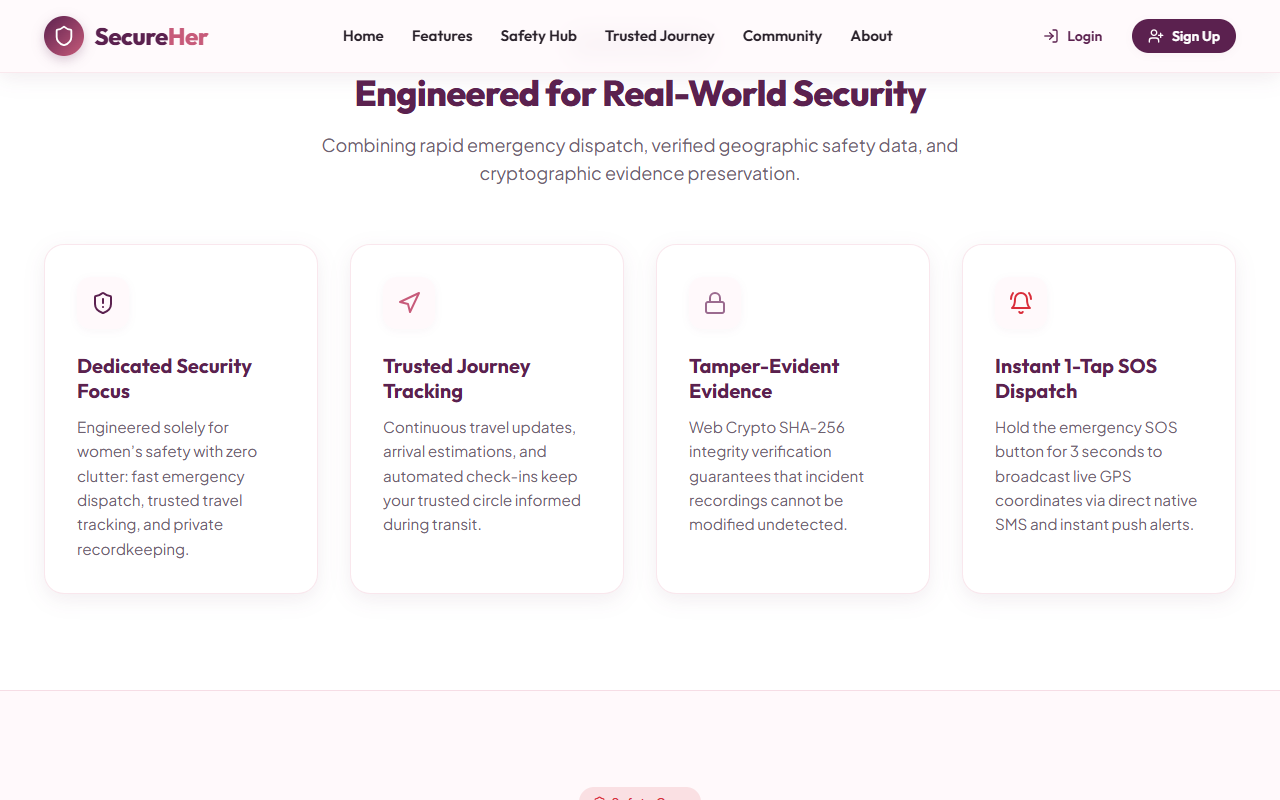 SecureHer
Home Features Safety Hub Trusted Journey Community About
Login
Sign Up
Engineered for Real-World Security
Combining rapid emergency dispatch, verified geographic safety data, and
cryptographic evidence preservation.
Dedicated Security
Focus
Engineered solely for
women's safety with zero
clutter: fast emergency
dispatch, trusted travel
tracking, and private
recordkeeping.
Trusted Journey
Tracking
Continuous travel updates,
arrival estimations, and
automated check-ins keep
your trusted circle informed
during transit.
Tamper-Evident
Evidence
Web Crypto SHA-256
integrity verification
guarantees that incident
recordings cannot be
modified undetected.
Instant 1-Tap SOS
Dispatch
Hold the emergency SOS
button for 3 seconds to
broadcast live GPS
coordinates via direct native
SMS and instant push alerts.